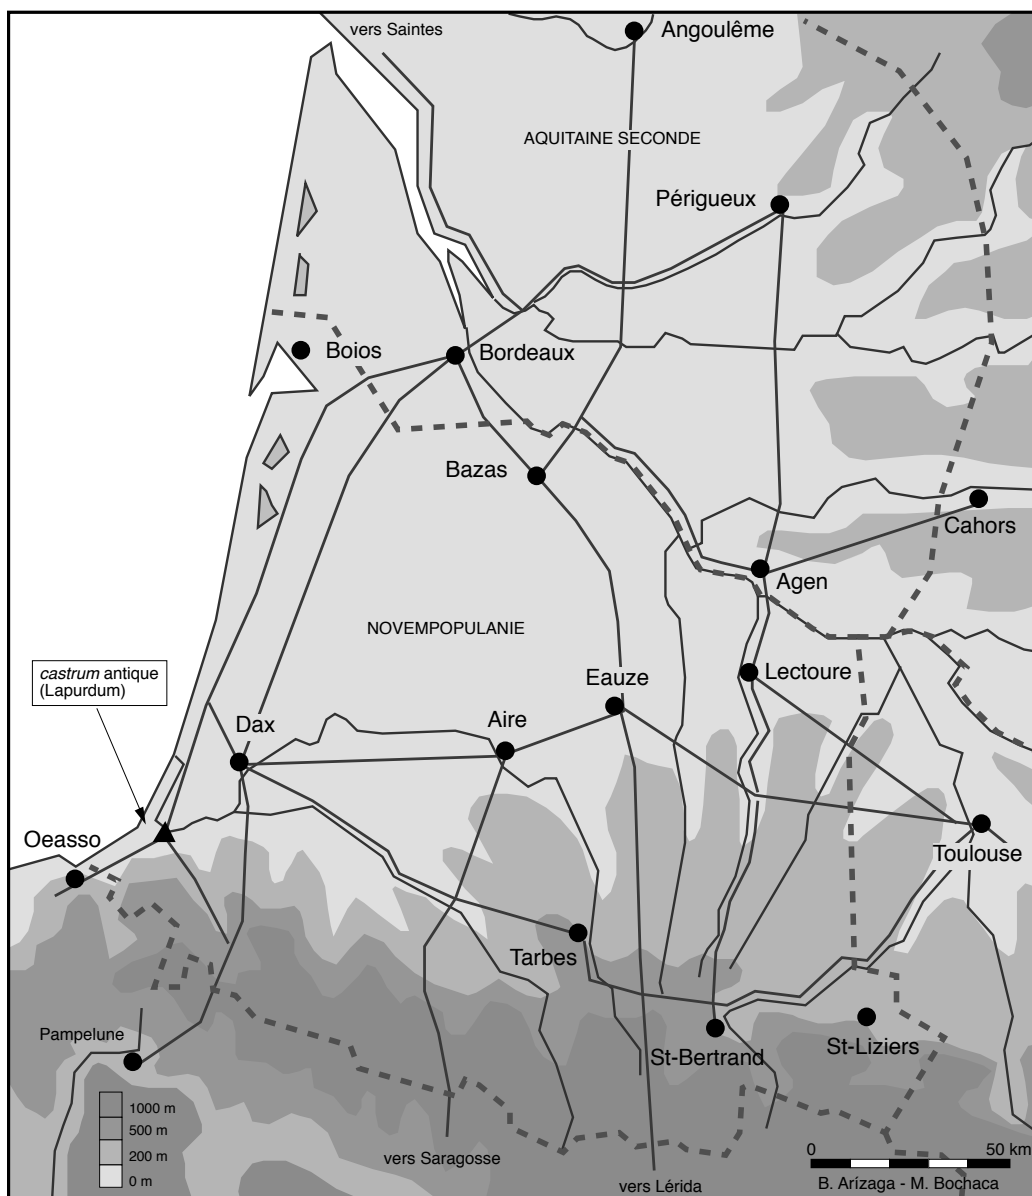 vers Saintes
Angoulême
AQUITAINE SECONDE
Périgueux
Boios
Bordeaux
Bazas
Cahors
Agen
NOVEMPOPULANIE
castrum antique
(Lapurdum)
Lectoure
Eauze
Dax
Aire
Oeasso
Toulouse
Tarbes
Pampelune
St-Bertrand
St-Liziers
1000 m
500 m
200 m
0 m
vers Saragosse
vers Lérida
0 50 km
B. Arízaga - M. Bochaca